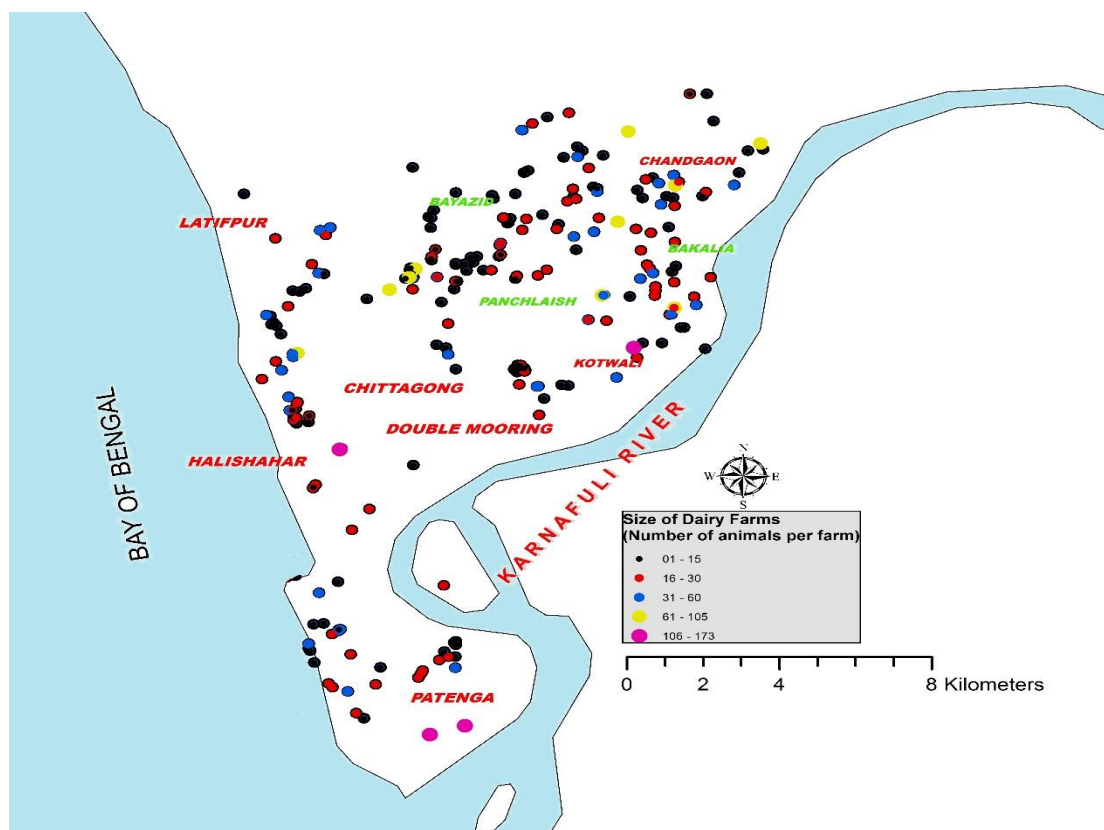 CHANDGAON
BAYAZID
LATIFPUR
BAKALIA
PANCHLAISH
KOTWALI
CHITTAGONG
DOUBLE MOORING
HALISHAHAR
BAY OF BENGAL
KARNAFULI RIVER
N
W E
S
Size of Dairy Farms
(Number of animals per farm)
01 - 15
16 - 30
31 - 60
61 - 105
106 - 173
0 2 4 8 Kilometers
PATENGA